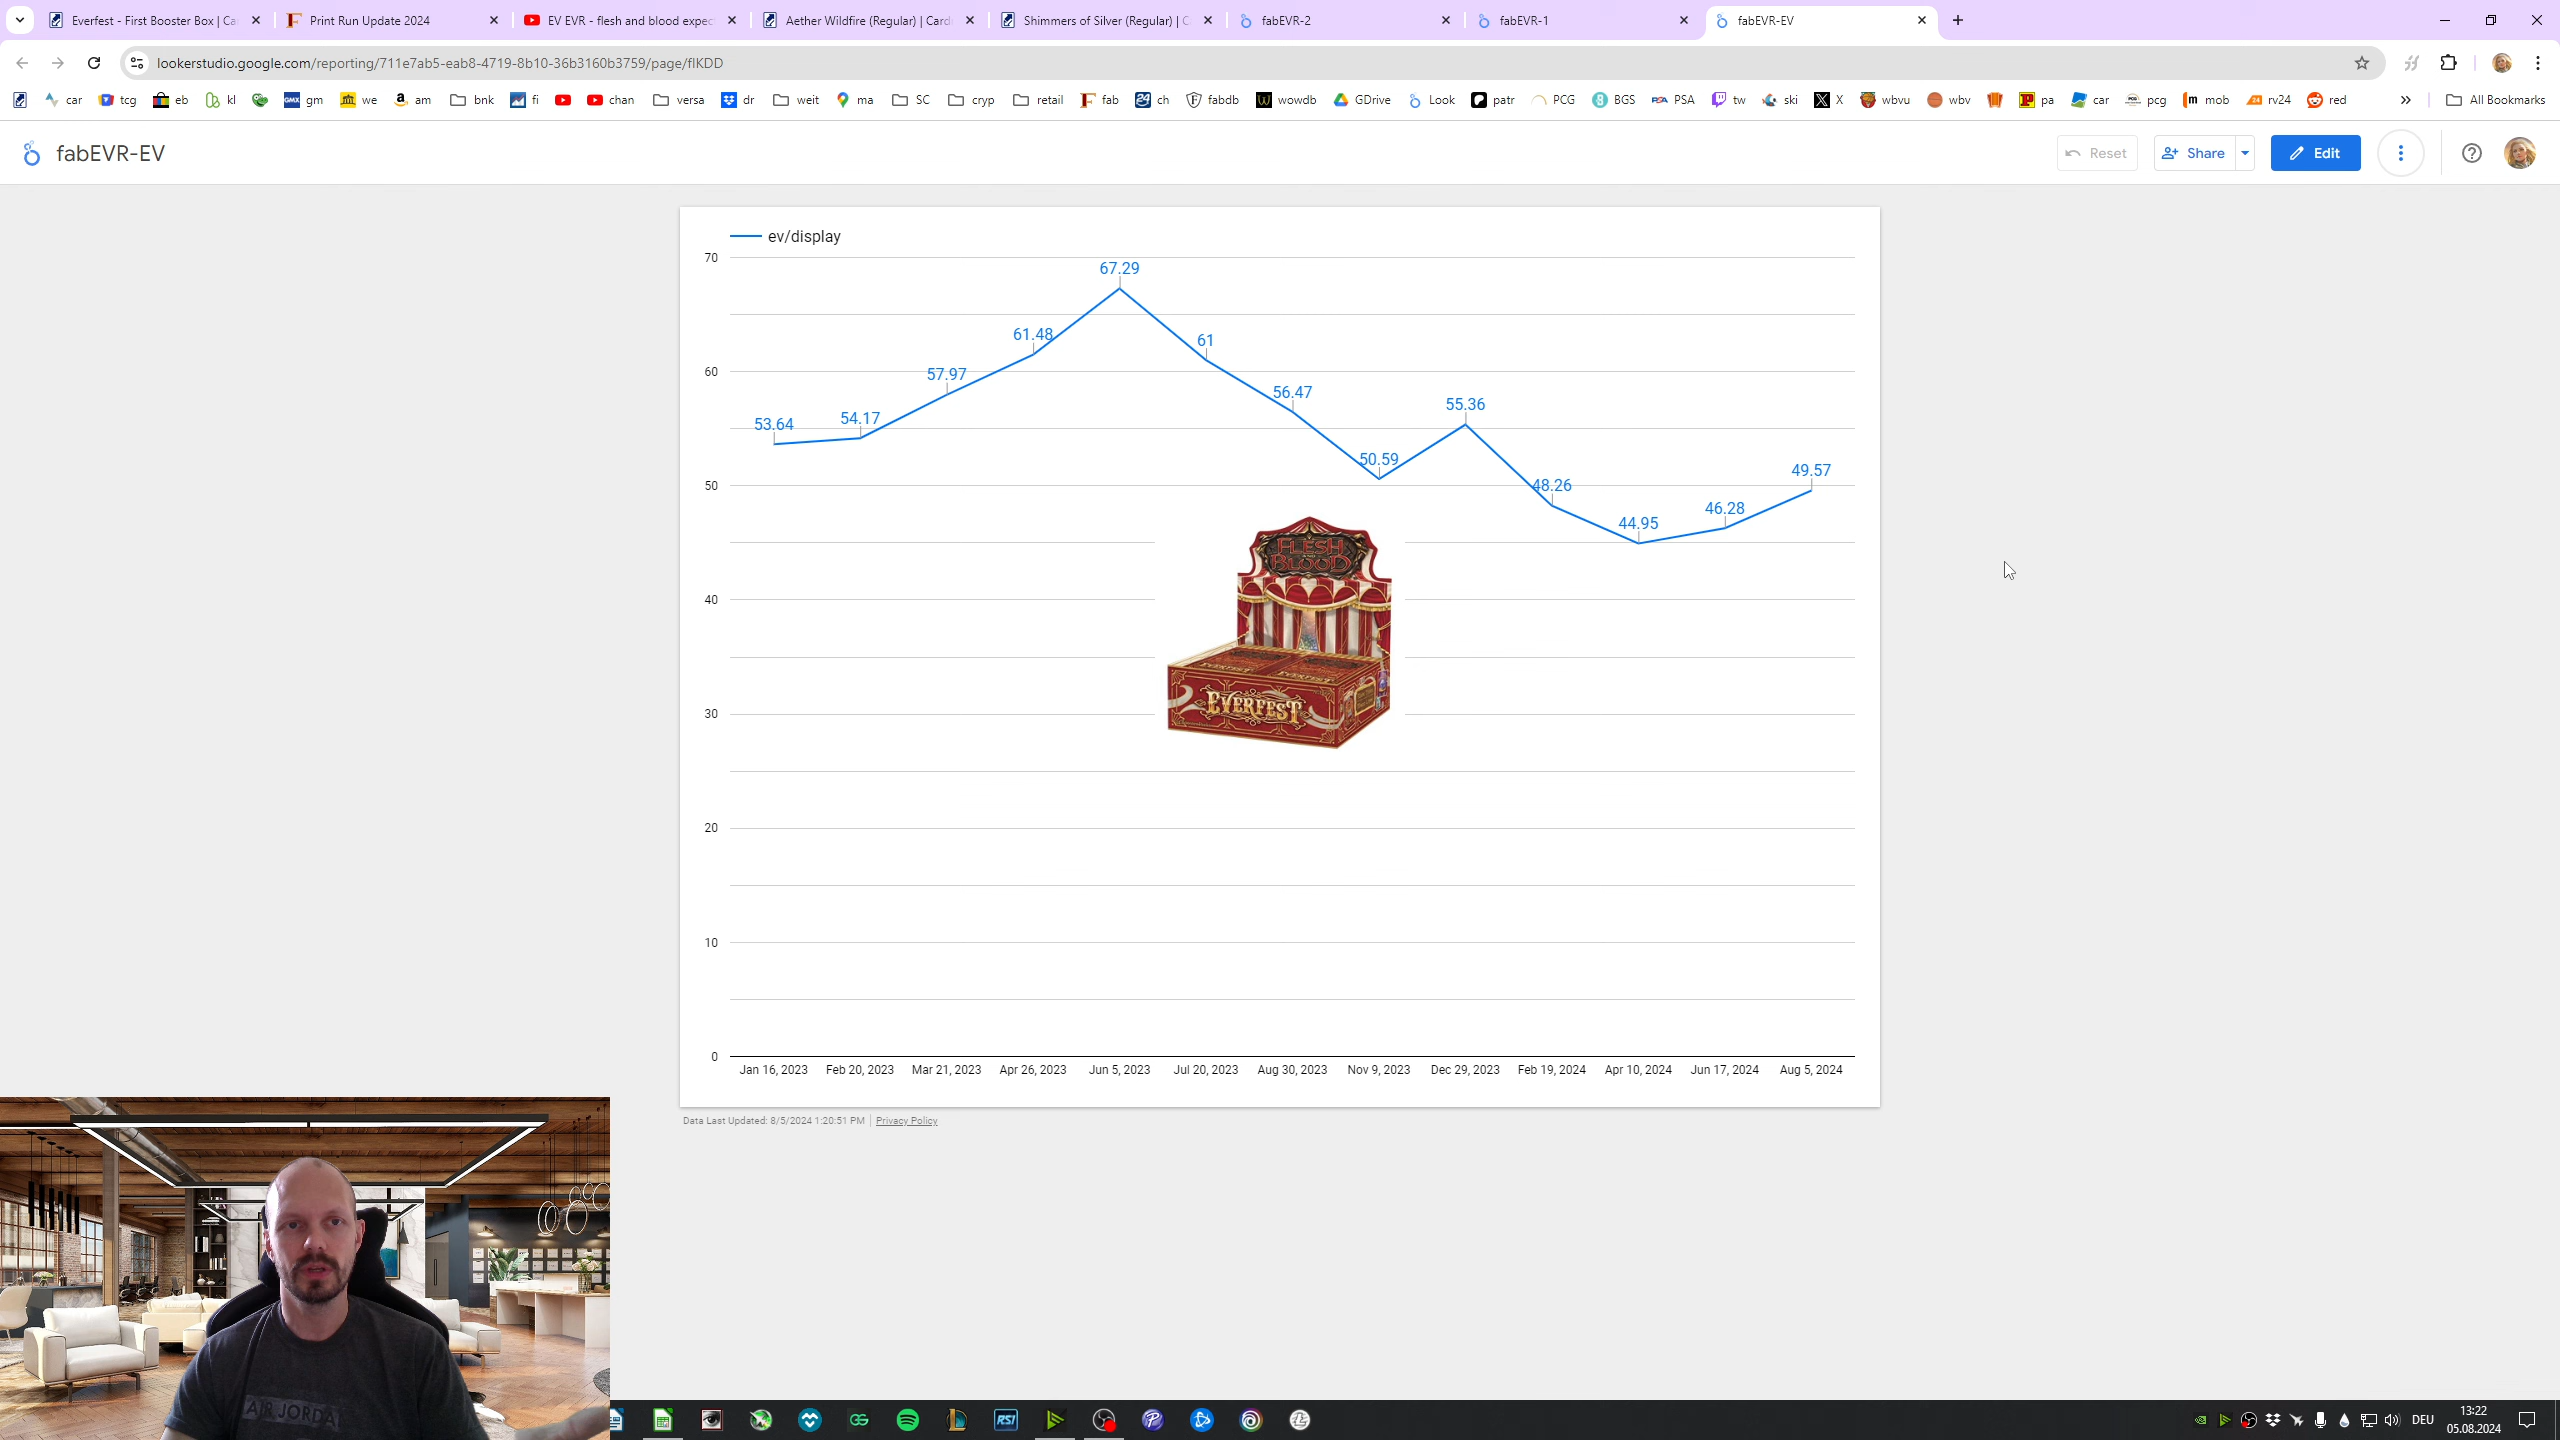 Everfest - First Booster Box | Ca
Print Run Update 2024
EV EVR - flesh and blood expec
Aether Wildfire (Regular) | Card
Shimmers of Silver (Regular) | C
fabEVR-2
fabEVR-1
fabEVR-EV
lookerstudio.google.com/reporting/711e7ab5-eab8-4719-8b10-36b3160b3759/page/fIKDD
car
tcg
eb
kl
gm
we
am
bnk
fi
chan
versa
dr
weit
ma
SC
cryp
retail
fab
ch
fabdb
wowdb
GDrive
Look
patr
PCG
BGS
PSA
tw
ski
X
wbvu
wbv
pa
car
pcg
mob
rv24
red
All Bookmarks
fabEVR-EV
Reset
Share
Edit
ev/display
70
60
50
40
30
20
10
0
53.64
54.17
57.97
61.48
67.29
61
56.47
50.59
55.36
48.26
44.95
46.28
49.57
FLESH
AND
BLOOD
EVERFEST
Jan 16, 2023
Feb 20, 2023
Mar 21, 2023
Apr 26, 2023
Jun 5, 2023
Jul 20, 2023
Aug 30, 2023
Nov 9, 2023
Dec 29, 2023
Feb 19, 2024
Apr 10, 2024
Jun 17, 2024
Aug 5, 2024
Data Last Updated: 8/5/2024 1:20:51 PM
Privacy Policy
AIR JORDA
RSI
DEU
13:22
05.08.2024